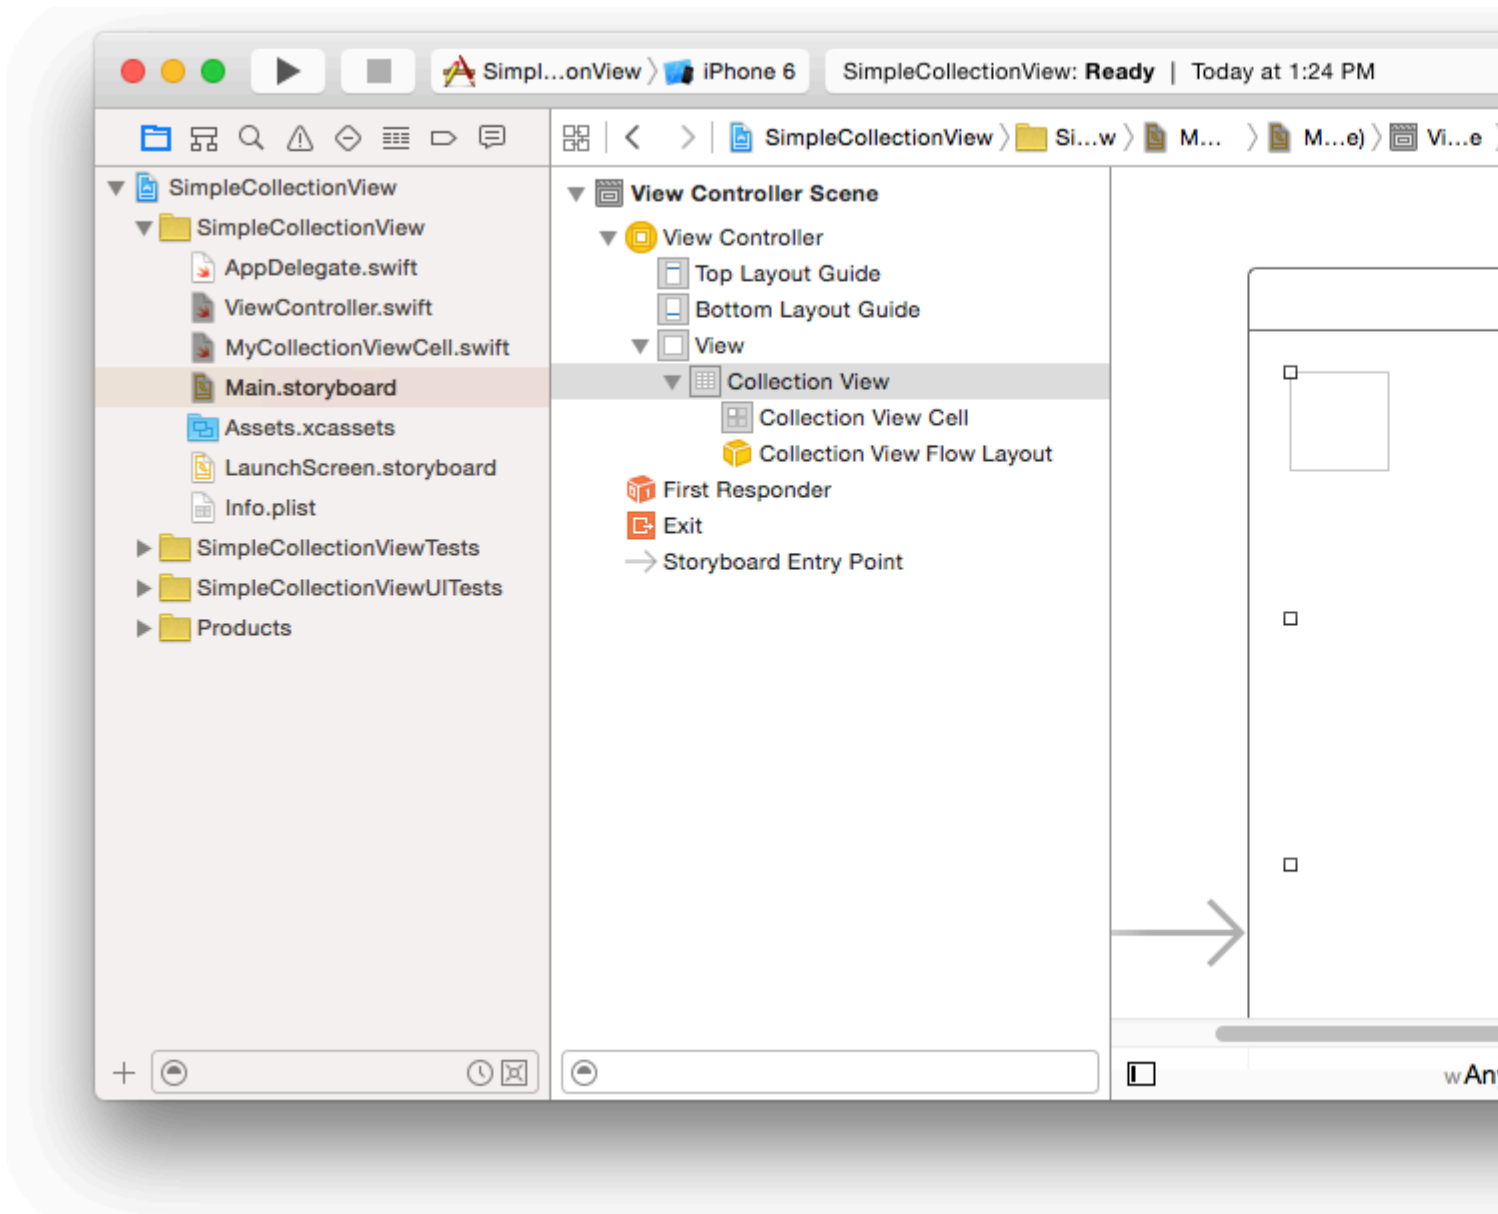 Simpl...onView
iPhone 6
SimpleCollectionView: Ready | Today at 1:24 PM
SimpleCollectionView
Si...w
M...
M...e)
Vi...e
SimpleCollectionView
SimpleCollectionView
AppDelegate.swift
ViewController.swift
MyCollectionViewCell.swift
Main.storyboard
Assets.xcassets
LaunchScreen.storyboard
Info.plist
SimpleCollectionViewTests
SimpleCollectionViewUITests
Products
View Controller Scene
View Controller
Top Layout Guide
Bottom Layout Guide
View
Collection View
Collection View Cell
Collection View Flow Layout
First Responder
Exit
Storyboard Entry Point